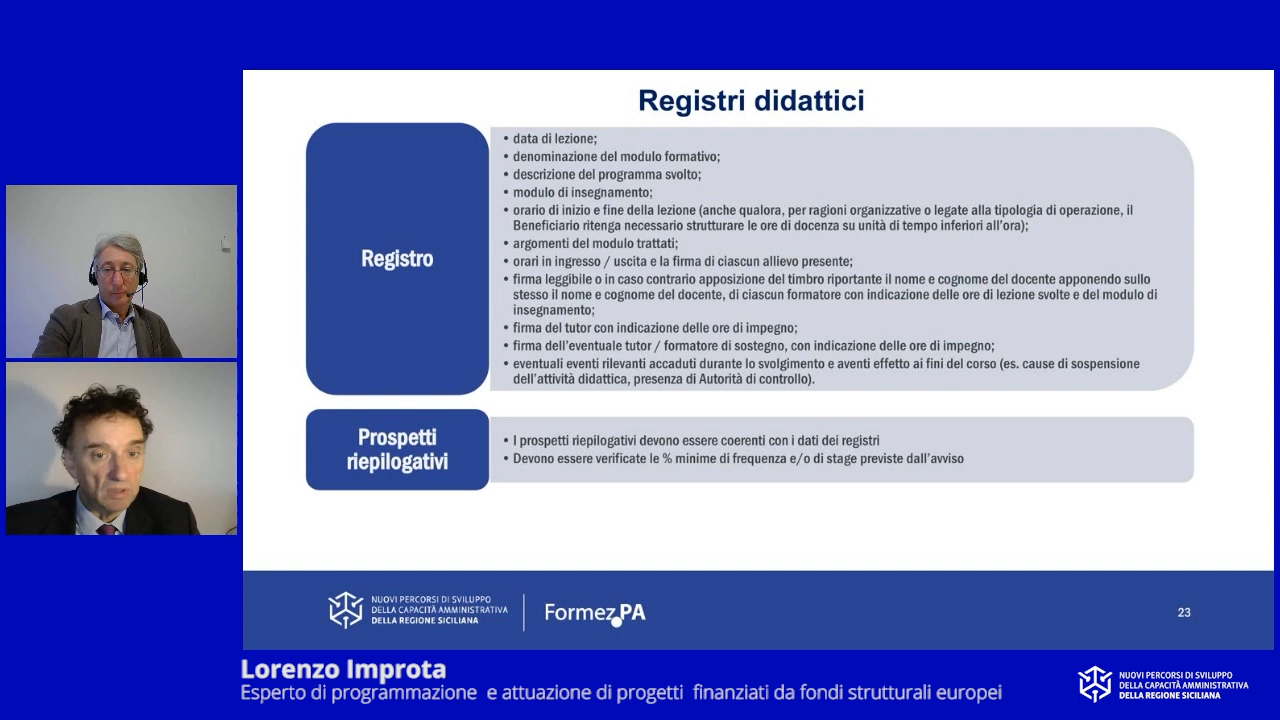 Registri didattici
Registro
• data di lezione;
• denominazione del modulo formativo;
• descrizione del programma svolto;
• modulo di insegnamento;
• orario di inizio e fine della lezione (anche qualora, per ragioni organizzative o legate alla tipologia di operazione, il
Beneficiario ritenga necessario strutturare le ore di docenza su unità di tempo inferiori all'ora);
• argomenti del modulo trattati;
• orari in ingresso / uscita e la firma di ciascun allievo presente;
• firma leggibile o in caso contrario apposizione del timbro riportante il nome e cognome del docente apponendo sullo
stesso il nome e cognome del docente, di ciascun formatore con indicazione delle ore di lezione svolte e del modulo di
insegnamento;
• firma del tutor con indicazione delle ore di impegno;
• firma dell'eventuale tutor / formatore di sostegno, con indicazione delle ore di impegno;
• eventuali eventi rilevanti accaduti durante lo svolgimento e aventi effetto ai fini del corso (es. cause di sospensione
dell'attività didattica, presenza di Autorità di controllo).
Prospetti
riepilogativi
• I prospetti riepilogativi devono essere coerenti con i dati dei registri
• Devono essere verificate le % minime di frequenza e/o di stage previste dall'avviso
NUOVI PERCORSI DI SVILUPPO
DELLA CAPACITÀ AMMINISTRATIVA
DELLA REGIONE SICILIANA
Formez.PA
23
Lorenzo Improta
Esperto di programmazione e attuazione di progetti finanziati da fondi strutturali europei
NUOVI PERCORSI DI SVILUPPO
DELLA CAPACITÀ AMMINISTRATIVA
DELLA REGIONE SICILIANA